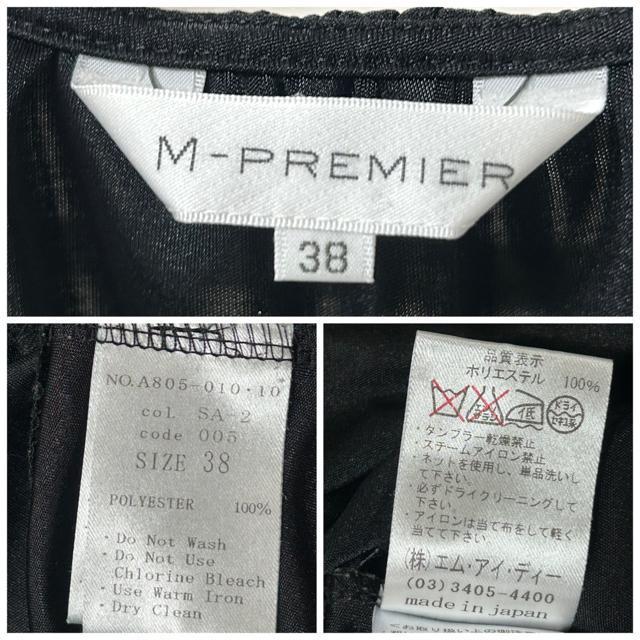 M-PREMIER
38
NO.A805-010・10
col. SA-2
code 005
SIZE 38
POLYESTER 100%
・Do Not Wash
・Do Not Use
Chlorine Bleach
・Use Warm Iron
・Dry Clean
品質表示
ポリエステル 100%
エンソ
サラシ
低
ドライ
セキユ系
・タンブラー乾燥禁止
・スチームアイロン禁止
・ネットを使用し、単品洗いし
て下さい。
・必ずドライクリーニングして
下さい。
・アイロンは当て布をして軽く
当てて下さい。
(株)エム・アイ・ディー
(03)3405-4400
made in japan